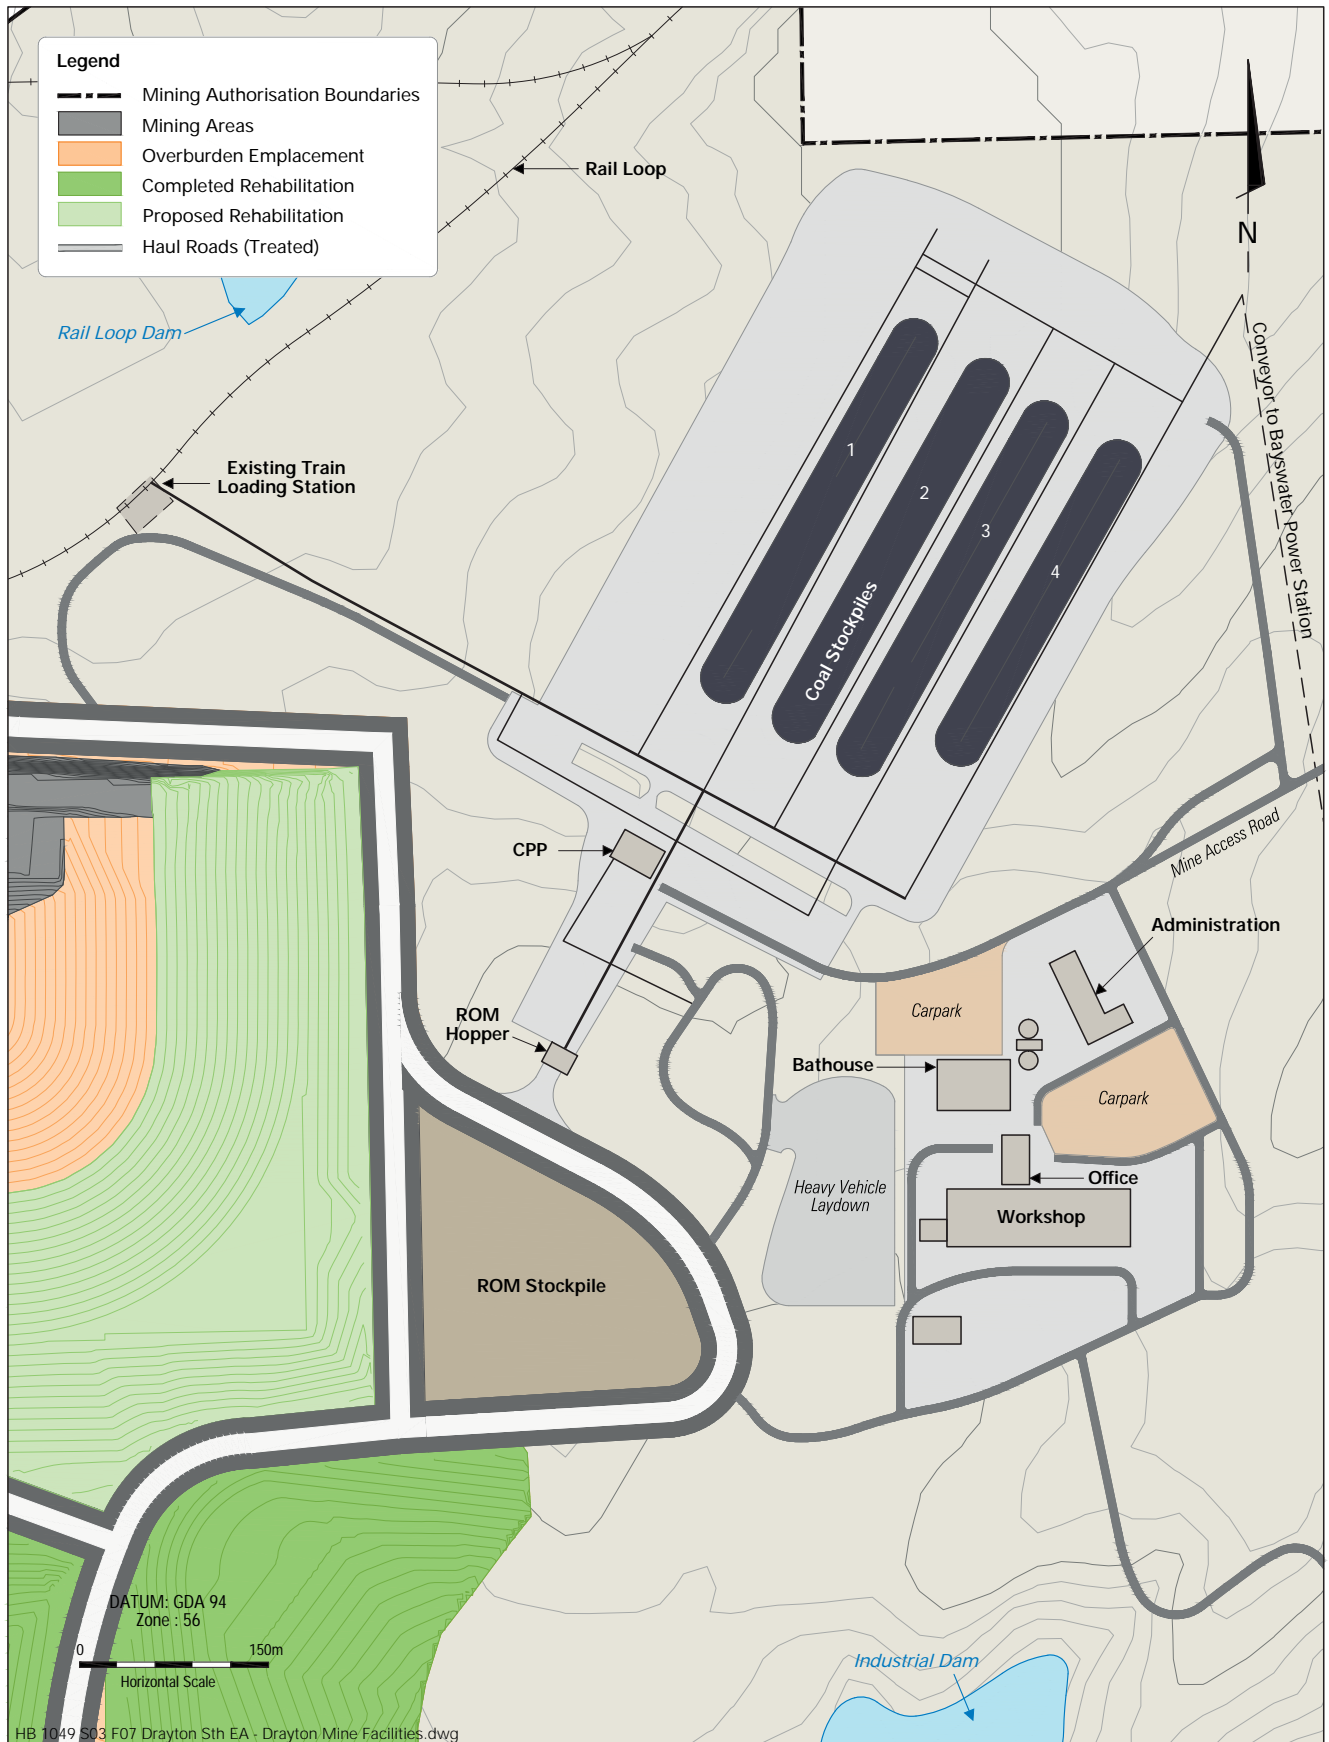 Legend
Mining Authorisation Boundaries
Mining Areas
Overburden Emplacement
Completed Rehabilitation
Proposed Rehabilitation
Haul Roads (Treated)
Rail Loop
N
Rail Loop Dam
Conveyor to Bayswater Power Station
Existing Train
Loading Station
1
2
3
4
Coal Stockpiles
CPP
Mine Access Road
Administration
Carpark
ROM
Hopper
Bathouse
Carpark
Office
Heavy Vehicle
Laydown
Workshop
ROM Stockpile
DATUM: GDA 94
Zone : 56
0 150m
Horizontal Scale
Industrial Dam
HB 1049 S03 F07 Drayton Sth EA - Drayton Mine Facilities.dwg